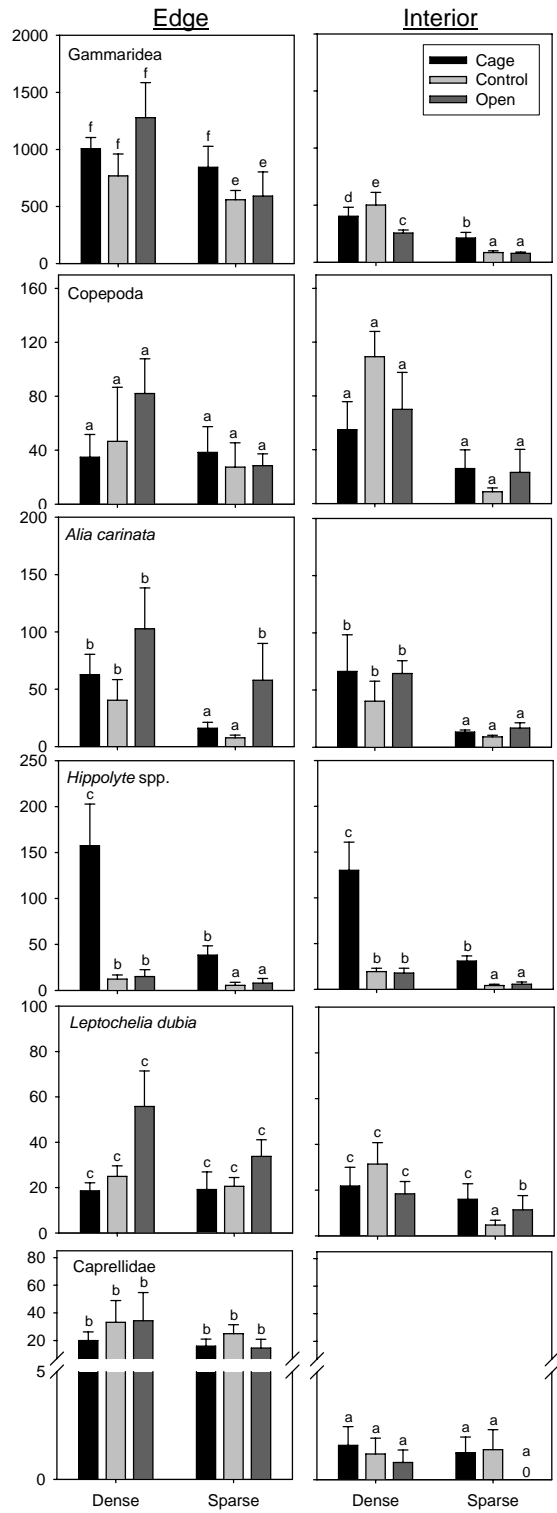 Edge Interior
Gammaridea
Cage
Control
Open
2000
1500
1000
500
0
f f f f e e
d e c b a a
Copepoda
160
120
80
40
0
a a a a a a
a a a a a a
Alia carinata
200
150
100
50
0
b b b a a b
b b b a a a
Hippolyte spp.
250
200
150
100
50
0
c b b b a a
c b b b a a
Leptochelia dubia
100
80
60
40
20
0
c c c c c c
c c c c a b
Caprellidae
80
60
40
20
5
0
b b b b b b
a a a a a a
0
Dense Sparse Dense Sparse